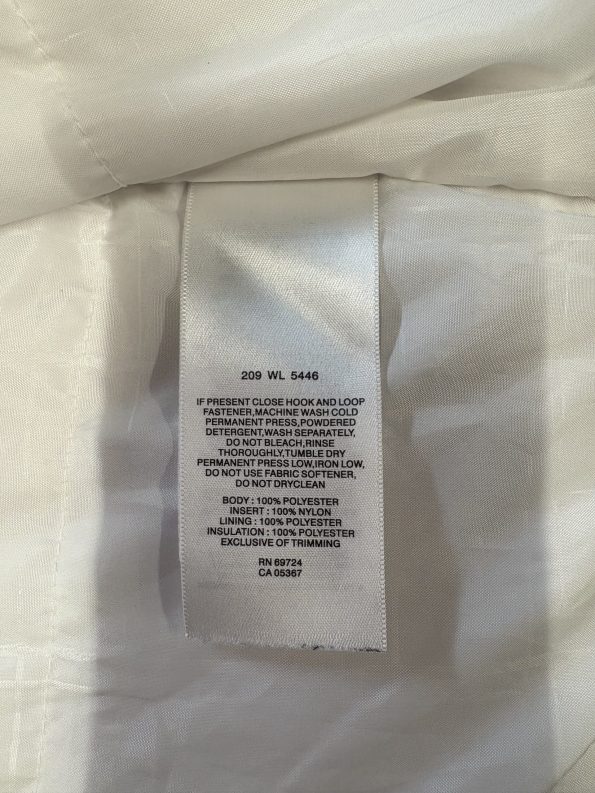 209 WL 5446
IF PRESENT CLOSE HOOK AND LOOP
FASTENER,MACHINE WASH COLD
PERMANENT PRESS,POWDERED
DETERGENT,WASH SEPARATELY,
DO NOT BLEACH,RINSE
THOROUGHLY,TUMBLE DRY
PERMANENT PRESS LOW,IRON LOW,
DO NOT USE FABRIC SOFTENER,
DO NOT DRYCLEAN
BODY : 100% POLYESTER
INSERT : 100% NYLON
LINING : 100% POLYESTER
INSULATION : 100% POLYESTER
EXCLUSIVE OF TRIMMING
RN 69724
CA 05367